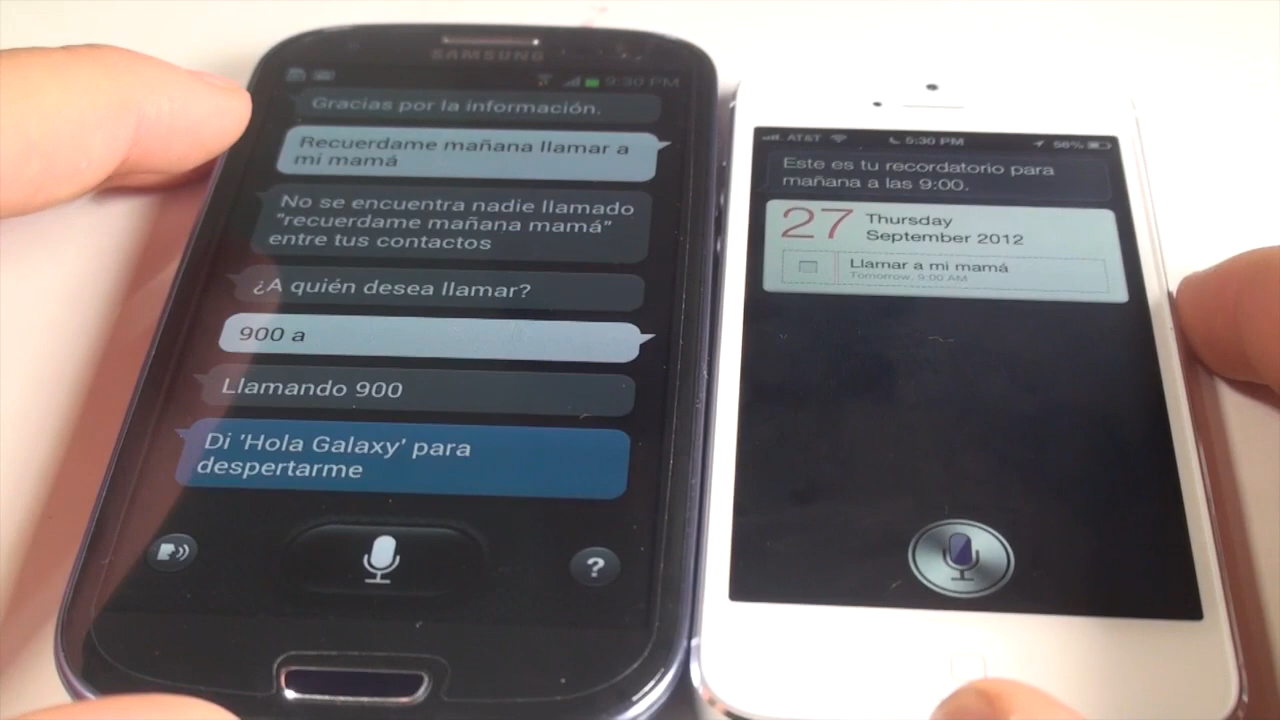 SAMSUNG
9:30 PM
Gracias por la información.
Recuerdame mañana llamar a
mi mamá
No se encuentra nadie llamado
"recuerdame mañana mamá"
entre tus contactos
¿A quién desea llamar?
900 a
Llamando 900
Di 'Hola Galaxy' para
despertarme
?
AT&T 5:30 PM 56%
Este es tu recordatorio para
mañana a las 9:00.
27 Thursday
September 2012
Llamar a mi mamá
Tomorrow, 9:00 AM